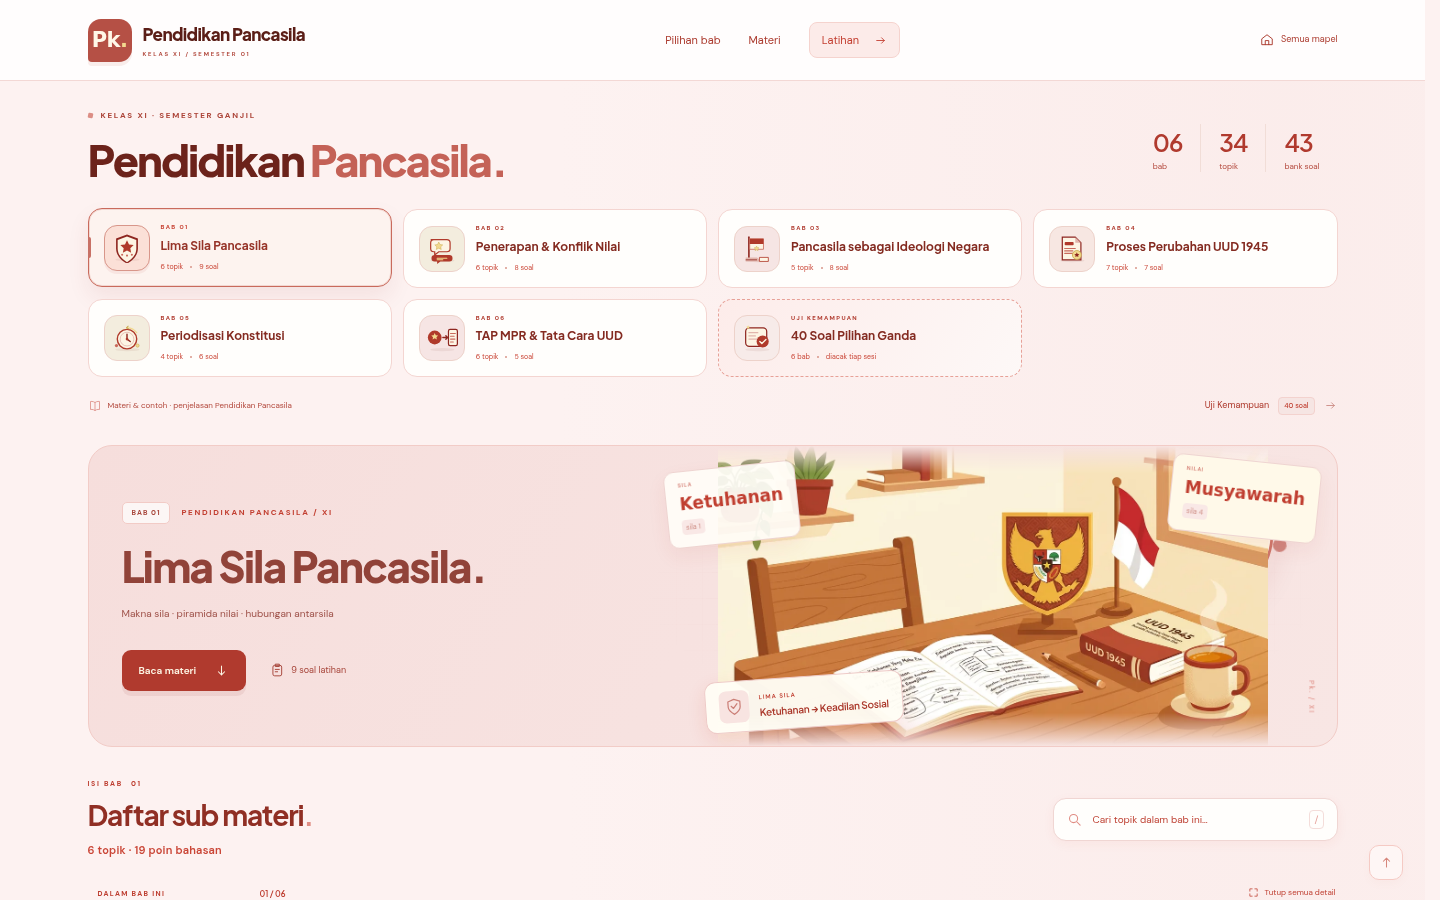 Pk.
Pendidikan Pancasila
KELAS XI / SEMESTER 01
Pilihan bab
Materi
Latihan
Semua mapel
KELAS XI · SEMESTER GANJIL
Pendidikan Pancasila.
06
bab
34
topik
43
bank soal
BAB 01
Lima Sila Pancasila
6 topik • 9 soal
BAB 02
Penerapan & Konflik Nilai
6 topik • 8 soal
BAB 03
Pancasila sebagai Ideologi Negara
5 topik • 8 soal
BAB 04
Proses Perubahan UUD 1945
7 topik • 7 soal
BAB 05
Periodisasi Konstitusi
4 topik • 6 soal
BAB 06
TAP MPR & Tata Cara UUD
6 topik • 5 soal
UJI KEMAMPUAN
40 Soal Pilihan Ganda
6 bab • diacak tiap sesi
Materi & contoh · penjelasan Pendidikan Pancasila
Uji Kemampuan
40 soal
BAB 01
PENDIDIKAN PANCASILA / XI
Lima Sila Pancasila.
Makna sila · piramida nilai · hubungan antarsila
Baca materi
9 soal latihan
SILA
Ketuhanan
sila 1
NILAI
Musyawarah
sila 4
UUD 1945
UUD 1945
LIMA SILA
Ketuhanan → Keadilan Sosial
Pk / XI
ISI BAB 01
Daftar sub materi.
6 topik · 19 poin bahasan
Cari topik dalam bab ini...
/
DALAM BAB INI
01 / 06
Tutup semua detail